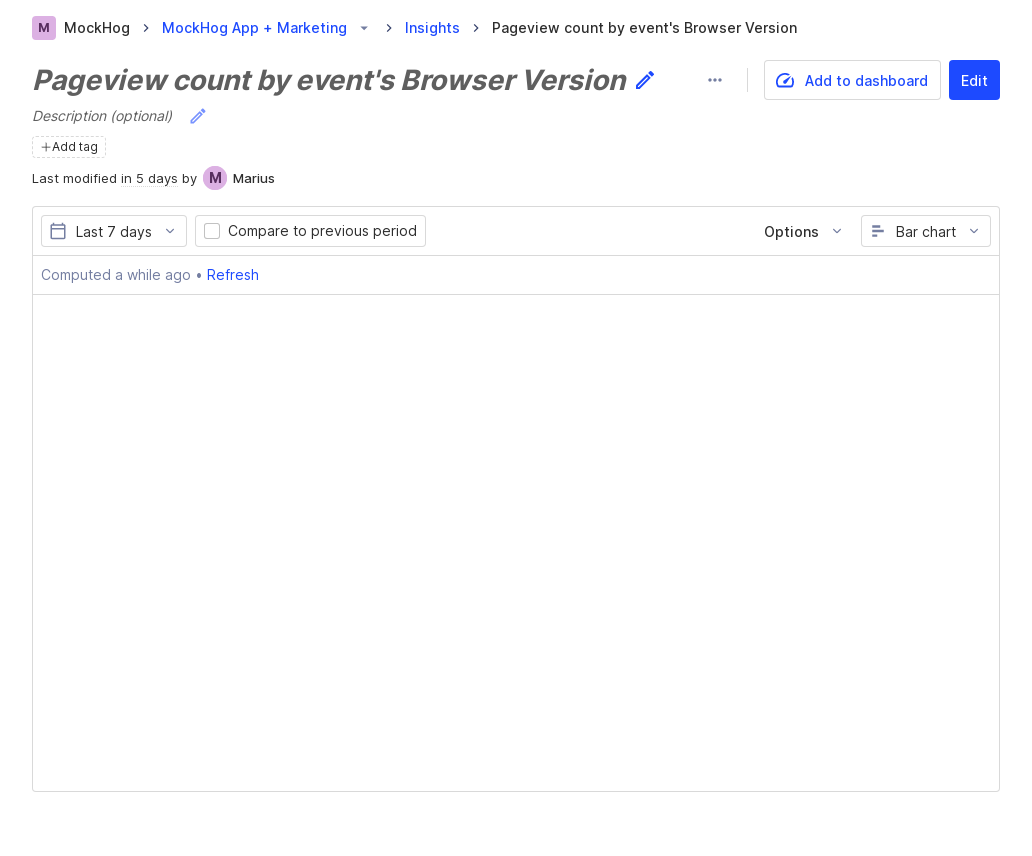 M MockHog MockHog App + Marketing Insights Pageview count by event's Browser Version
Pageview count by event's Browser Version
Add to dashboard Edit
Description (optional)
Add tag
Last modified in 5 days by M Marius
Last 7 days Compare to previous period Options Bar chart
Computed a while ago • Refresh